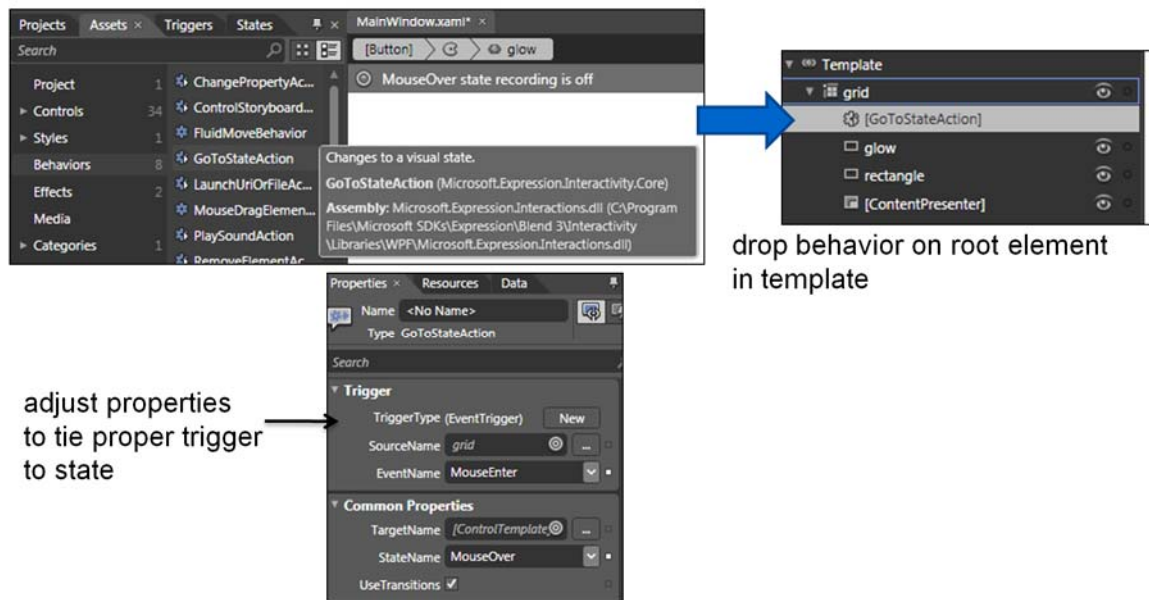 Projects Assets × Triggers States
Search
Project 1
Controls 34
Styles 1
Behaviors 8
Effects 2
Media
Categories 1
ChangePropertyAc...
ControlStoryboard...
FluidMoveBehavior
GoToStateAction
LaunchUriOrFileAc...
MouseDragElemen...
PlaySoundAction
RemoveElementAc
MainWindow.xaml* ×
[Button] glow
MouseOver state recording is off
Changes to a visual state.
GoToStateAction (Microsoft.Expression.Interactivity.Core)
Assembly: Microsoft.Expression.Interactions.dll (C:\Program
Files\Microsoft SDKs\Expression\Blend 3\Interactivity
\Libraries\WPF\Microsoft.Expression.Interactions.dll)
Template
grid
[GoToStateAction]
glow
rectangle
[ContentPresenter]
drop behavior on root element
in template
adjust properties
to tie proper trigger
to state
Properties × Resources Data
Name <No Name>
Type GoToStateAction
Search
Trigger
TriggerType (EventTrigger) New
SourceName grid ...
EventName MouseEnter
Common Properties
TargetName [ControlTemplate ...
StateName MouseOver
UseTransitions